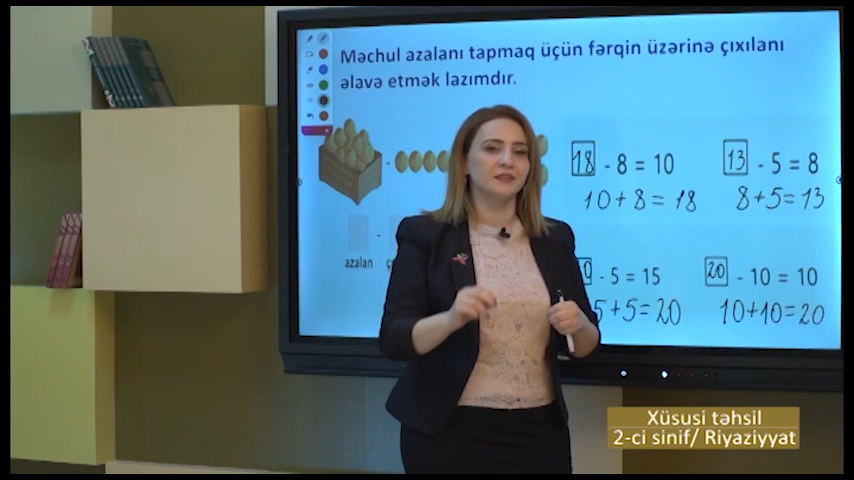 Məchul azalanı tapmaq üçün fərqin üzərinə çıxılanı
əlavə etmək lazımdır.
18 - 8 = 10
10 + 8 = 18
13 - 5 = 8
8 + 5 = 13
azalan
- 5 = 15
5 + 5 = 20
20 - 10 = 10
10 + 10 = 20
Xüsusi təhsil
2-ci sinif/ Riyaziyyat